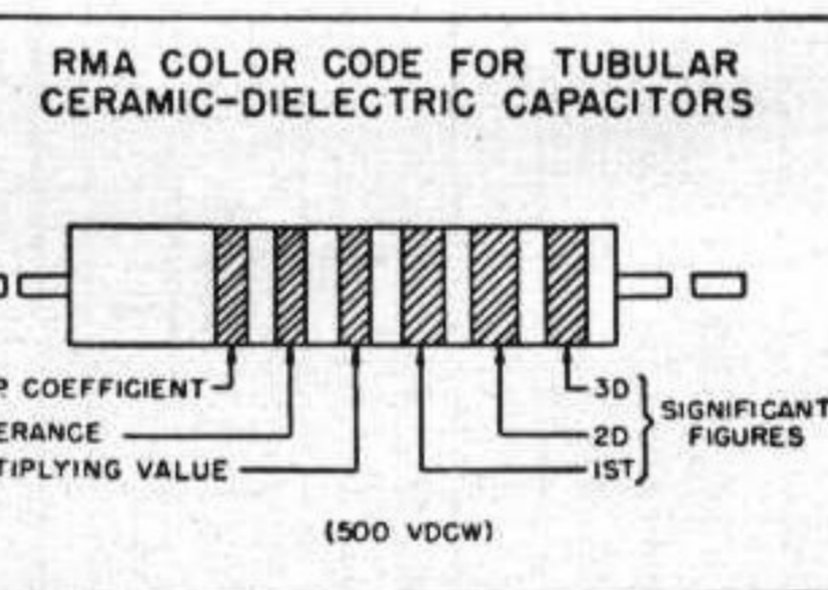 RMA COLOR CODE FOR TUBULAR
CERAMIC-DIELECTRIC CAPACITORS
COEFFICIENT
3D
ERANCE
2D
TIPLYING VALUE
1ST
SIGNIFICANT
FIGURES
(500 VDCW)